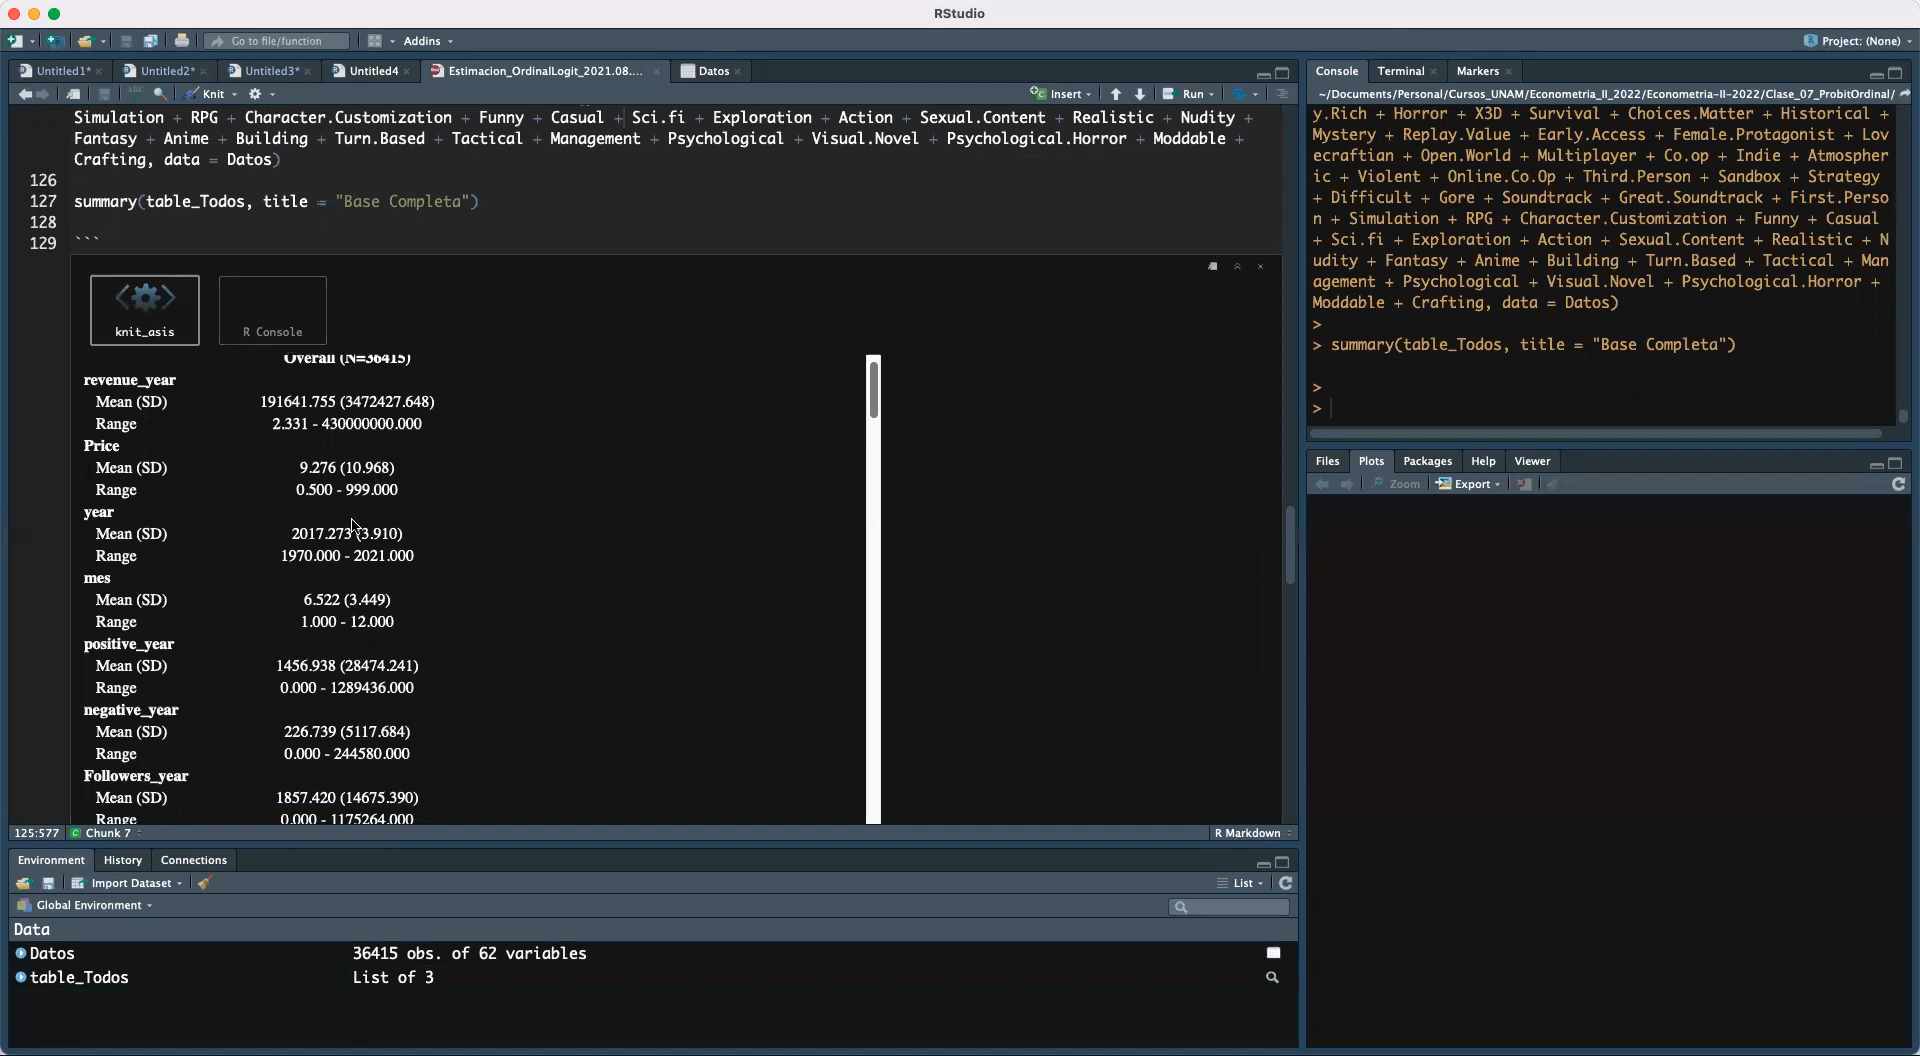 RStudio
Go to file/function
Addins
Project: (None)
Untitled1*
Untitled2*
Untitled3*
Untitled4
Estimacion_OrdinalLogit_2021.08....
Datos
Knit
Insert
Run
Simulation + RPG + Character.Customization + Funny + Casual + Sci.fi + Exploration + Action + Sexual.Content + Realistic + Nudity +
Fantasy + Anime + Building + Turn.Based + Tactical + Management + Psychological + Visual.Novel + Psychological.Horror + Moddable +
Crafting, data = Datos)
126
127 summary(table_Todos, title = "Base Completa")
128
129 ```
knit_asis
R Console
Overall (N=36415)
revenue_year
Mean (SD) 191641.755 (3472427.648)
Range 2.331 - 430000000.000
Price
Mean (SD) 9.276 (10.968)
Range 0.500 - 999.000
year
Mean (SD) 2017.273 (3.910)
Range 1970.000 - 2021.000
mes
Mean (SD) 6.522 (3.449)
Range 1.000 - 12.000
positive_year
Mean (SD) 1456.938 (28474.241)
Range 0.000 - 1289436.000
negative_year
Mean (SD) 226.739 (5117.684)
Range 0.000 - 244580.000
Followers_year
Mean (SD) 1857.420 (14675.390)
Range 0.000 - 1175264.000
125:577 Chunk 7
R Markdown
Environment History Connections
Import Dataset
List
Global Environment
Data
Datos 36415 obs. of 62 variables
table_Todos List of 3
Console Terminal Markers
~/Documents/Personal/Cursos_UNAM/Econometria_II_2022/Econometria-II-2022/Clase_07_ProbitOrdinal/
y.Rich + Horror + X3D + Survival + Choices.Matter + Historical +
Mystery + Replay.Value + Early.Access + Female.Protagonist + Lov
ecraftian + Open.World + Multiplayer + Co.op + Indie + Atmospher
ic + Violent + Online.Co.Op + Third.Person + Sandbox + Strategy
+ Difficult + Gore + Soundtrack + Great.Soundtrack + First.Perso
n + Simulation + RPG + Character.Customization + Funny + Casual
+ Sci.fi + Exploration + Action + Sexual.Content + Realistic + N
udity + Fantasy + Anime + Building + Turn.Based + Tactical + Man
agement + Psychological + Visual.Novel + Psychological.Horror +
Moddable + Crafting, data = Datos)
>
> summary(table_Todos, title = "Base Completa")
>
>
Files Plots Packages Help Viewer
Zoom
Export